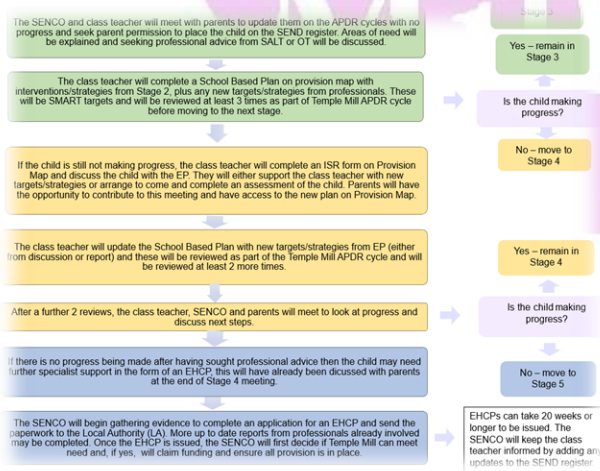 Stage 3
The SENCO and class teacher will meet with parents to update them on the APDR cycles with no
progress and seek parent permission to place the child on the SEND register. Areas of need will
be explained and seeking professional advice from SALT or OT will be discussed.
Yes – remain in
Stage 3
The class teacher will complete a School Based Plan on provision map with
interventions/strategies from Stage 2, plus any new targets/strategies from professionals. These
will be SMART targets and will be reviewed at least 3 times as part of Temple Mill APDR cycle
before moving to the next stage.
Is the child making
progress?
No – move to
Stage 4
If the child is still not making progress, the class teacher will complete an ISR form on Provision
Map and discuss the child with the EP. They will either support the class teacher with new
targets/strategies or arrange to come and complete an assessment of the child. Parents will have
the opportunity to contribute to this meeting and have access to the new plan on Provision Map.
The class teacher will update the School Based Plan with new targets/strategies from EP (either
from discussion or report) and these will be reviewed as part of the Temple Mill APDR cycle and will
be reviewed at least 2 more times.
Yes – remain in
Stage 4
After a further 2 reviews, the class teacher, SENCO and parents will meet to look at progress and
discuss next steps.
Is the child making
progress?
If there is no progress being made after having sought professional advice then the child may need
further specialist support in the form of an EHCP, this will have already been dicussed with parents
at the end of Stage 4 meeting.
No – move to
Stage 5
The SENCO will begin gathering evidence to complete an application for an EHCP and send the
paperwork to the Local Authority (LA). More up to date reports from professionals already involved
may be completed. Once the EHCP is issued, the SENCO will first decide if Temple Mill can meet
need and, if yes, will claim funding and ensure all provision is in place.
EHCPs can take 20 weeks or
longer to be issued. The
SENCO will keep the class
teacher informed by adding any
updates to the SEND register